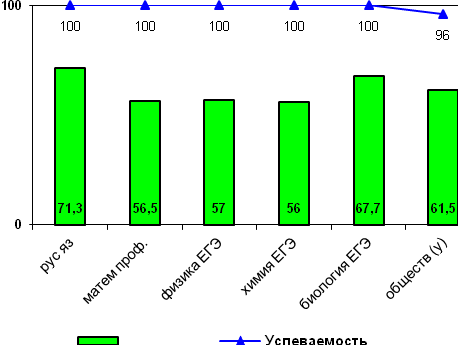 100
100 100 100 100 100 96
71,3 56,5 57 56 67,7 61,5
0
рус яз матем проф. физика ЕГЭ химия ЕГЭ биология ЕГЭ обществ (у)
Успеваемость